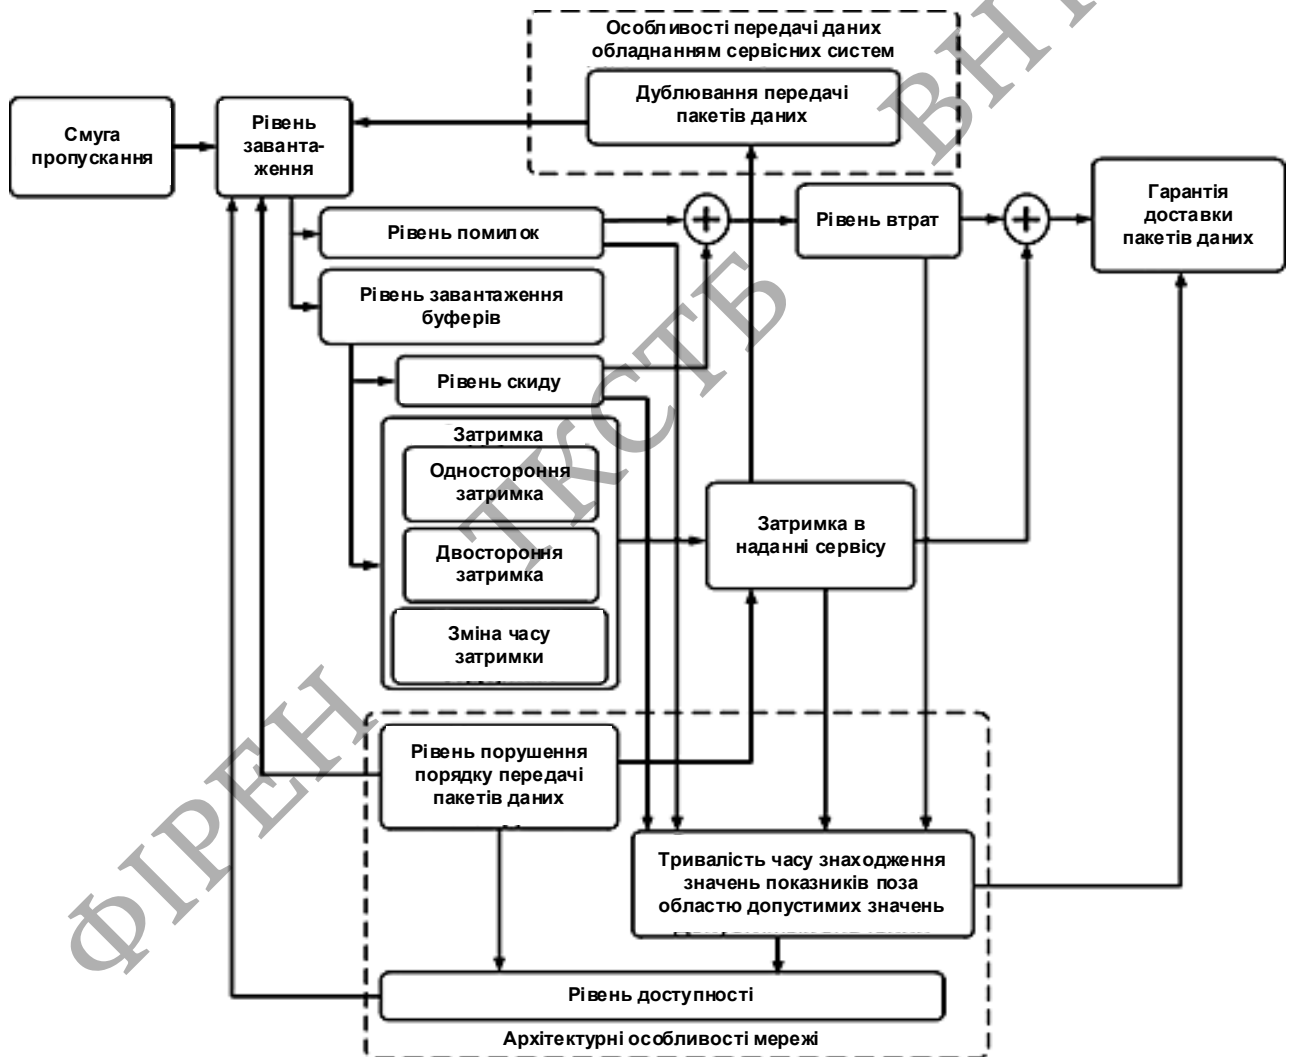 Особливості передачі даних
обладнанням сервісних систем
Дублювання передачі
пакетів даних
Смуга
пропускання
Рівень
заванта-
ження
Гарантія
доставки
пакетів даних
Рівень помилок
Рівень втрат
Рівень завантаження
буферів
Рівень скиду
Затримка
Одностороння
затримка
Двостороння
затримка
Зміна часу
затримки
Затримка в
наданні сервісу
Рівень порушення
порядку передачі
пакетів даних
Тривалість часу знаходження
значень показників поза
областю допустимих значень
Рівень доступності
Архітектурні особливості мережі
ФІРЕН ТКСТБ ВН